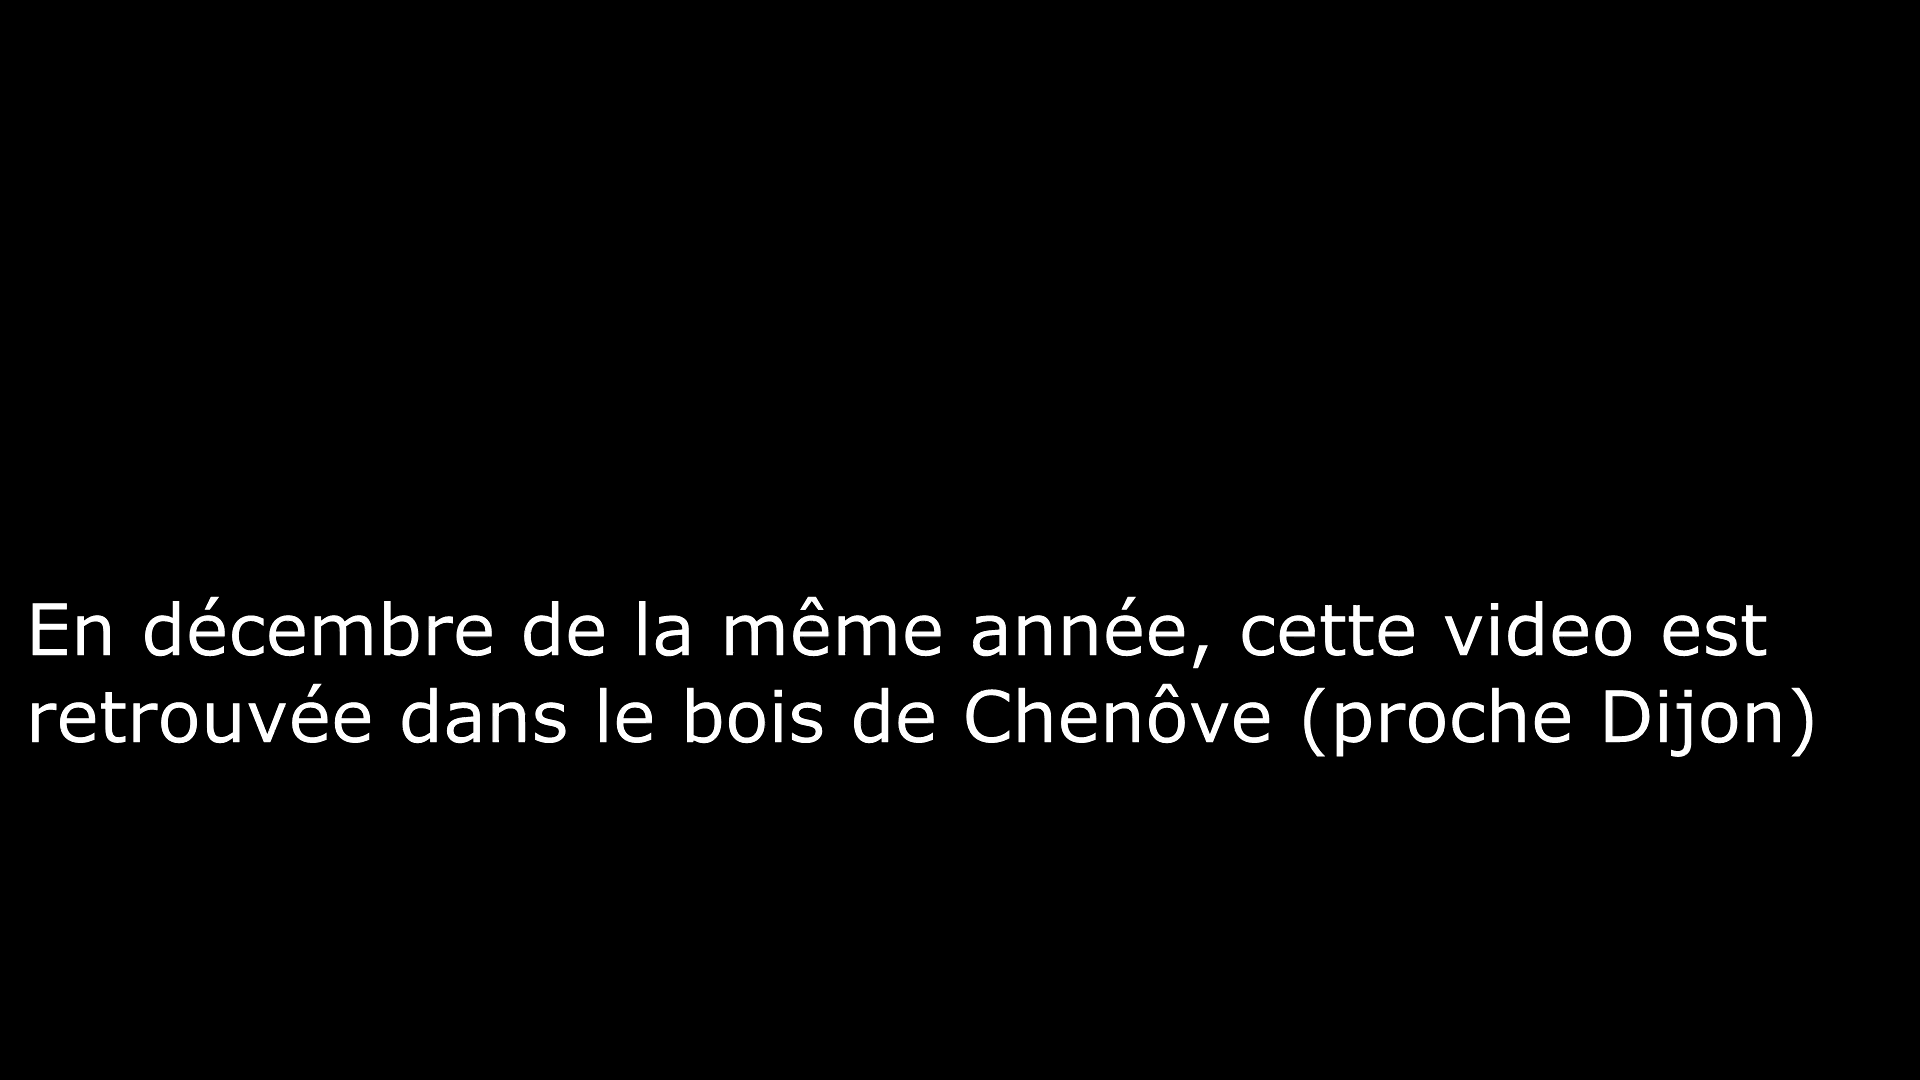 En décembre de la même année, cette video est
retrouvée dans le bois de Chenôve (proche Dijon)